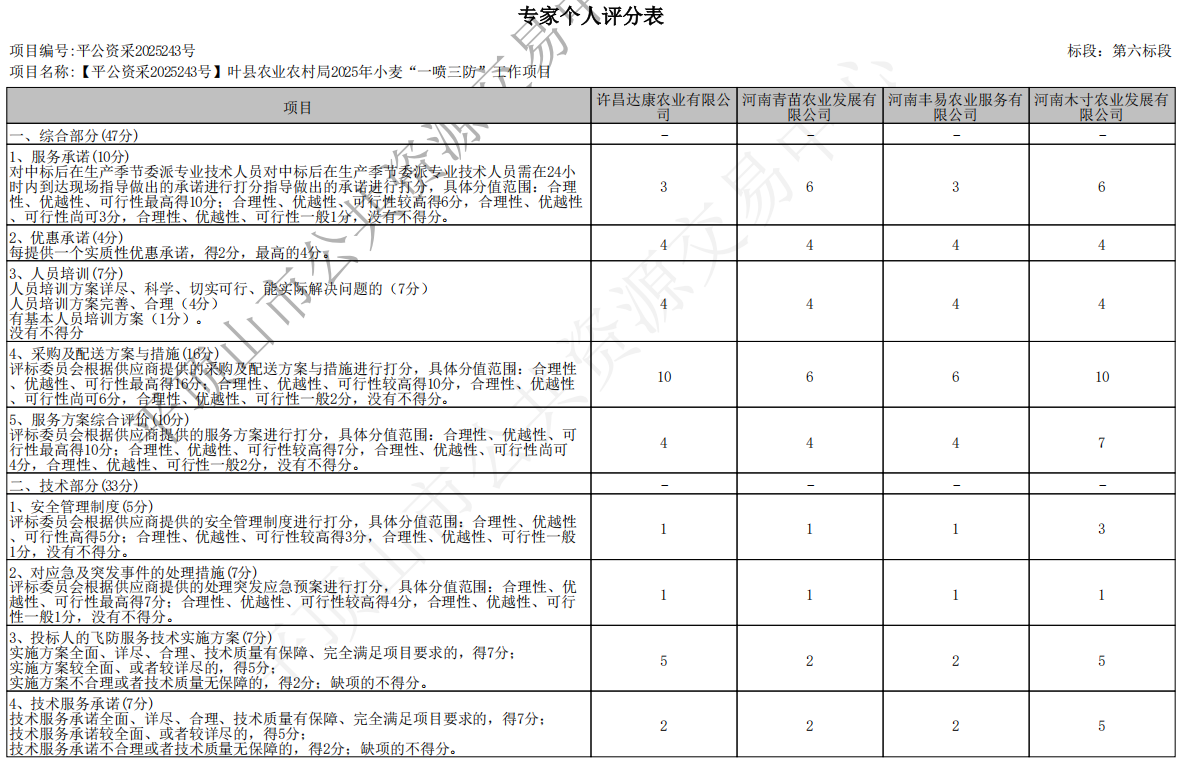 专家个人评分表
项目编号:平公资采2025243号
标段: 第六标段
项目名称:【平公资采2025243号】叶县农业农村局2025年小麦“一喷三防”工作项目
项目 许昌达康农业有限公 河南青苗农业发展有 河南丰易农业服务有 河南木寸农业发展有
司 限公司 限公司 限公司
一、综合部分(47分) - - - -
1、服务承诺(10分)
对中标后在生产季节委派专业技术人员对中标后在生产季节委派专业技术人员需在24小
时内到达现场指导做出的承诺进行打分指导做出的承诺进行打分，具体分值范围：合理 3 6 3 6
性、优越性、可行性最高得10分；合理性、优越性、可行性较高得6分，合理性、优越性
、可行性尚可3分，合理性、优越性、可行性一般1分，没有不得分。
2、优惠承诺(4分) 4 4 4 4
每提供一个实质性优惠承诺，得2分，最高的4分。
3、人员培训(7分)
人员培训方案详尽、科学、切实可行、能实际解决问题的（7分）
人员培训方案完善、合理（4分） 4 4 4 4
有基本人员培训方案（1分）。
没有不得分
4、采购及配送方案与措施(16分)
评标委员会根据供应商提供的采购及配送方案与措施进行打分，具体分值范围：合理性 10 6 6 10
、优越性、可行性最高得16分；合理性、优越性、可行性较高得10分，合理性、优越性
、可行性尚可6分，合理性、优越性、可行性一般2分，没有不得分。
5、服务方案综合评价(10分)
评标委员会根据供应商提供的服务方案进行打分，具体分值范围：合理性、优越性、可 4 4 4 7
行性最高得10分；合理性、优越性、可行性较高得7分，合理性、优越性、可行性尚可
4分，合理性、优越性、可行性一般2分，没有不得分。
二、技术部分(33分) - - - -
1、安全管理制度(5分)
评标委员会根据供应商提供的安全管理制度进行打分，具体分值范围：合理性、优越性 1 1 1 3
、可行性高得5分；合理性、优越性、可行性较高得3分，合理性、优越性、可行性一般
1分，没有不得分。
2、对应急及突发事件的处理措施(7分)
评标委员会根据供应商提供的处理突发应急预案进行打分，具体分值范围：合理性、优 1 1 1 1
越性、可行性最高得7分；合理性、优越性、可行性较高得4分，合理性、优越性、可行
性一般1分，没有不得分。
3、投标人的飞防服务技术实施方案(7分)
实施方案全面、详尽、合理、技术质量有保障、完全满足项目要求的，得7分； 5 2 2 5
实施方案较全面、或者较详尽的，得5分；
实施方案不合理或者技术质量无保障的，得2分；缺项的不得分。
4、技术服务承诺(7分)
技术服务承诺全面、详尽、合理、技术质量有保障、完全满足项目要求的，得7分； 2 2 2 5
技术服务承诺较全面、或者较详尽的，得5分；
技术服务承诺不合理或者技术质量无保障的，得2分；缺项的不得分。
平顶山市公共资源交易中
平顶山市公共资源交易中心